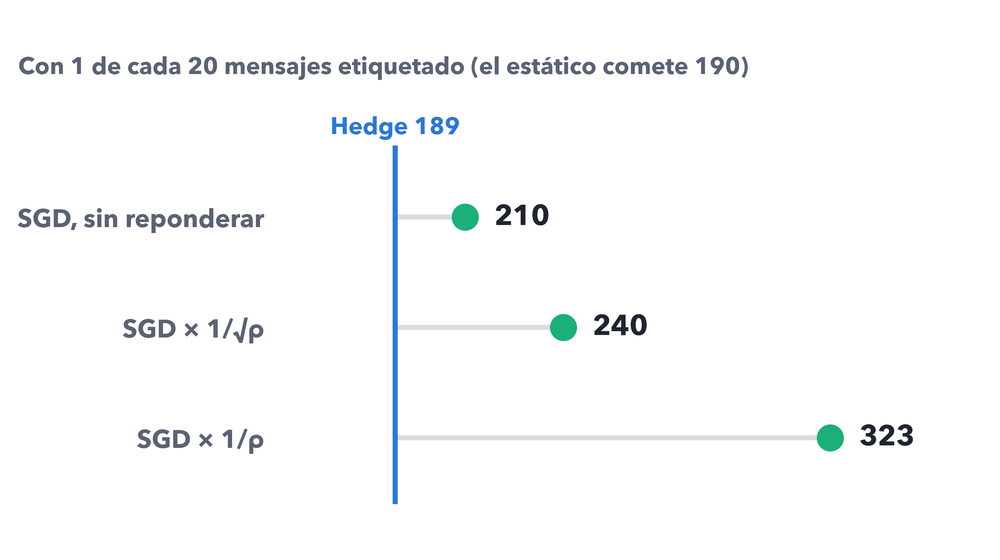 Con 1 de cada 20 mensajes etiquetado (el estático comete 190)
Hedge 189
SGD, sin reponderar
210
SGD × 1/√ρ
240
SGD × 1/ρ
323